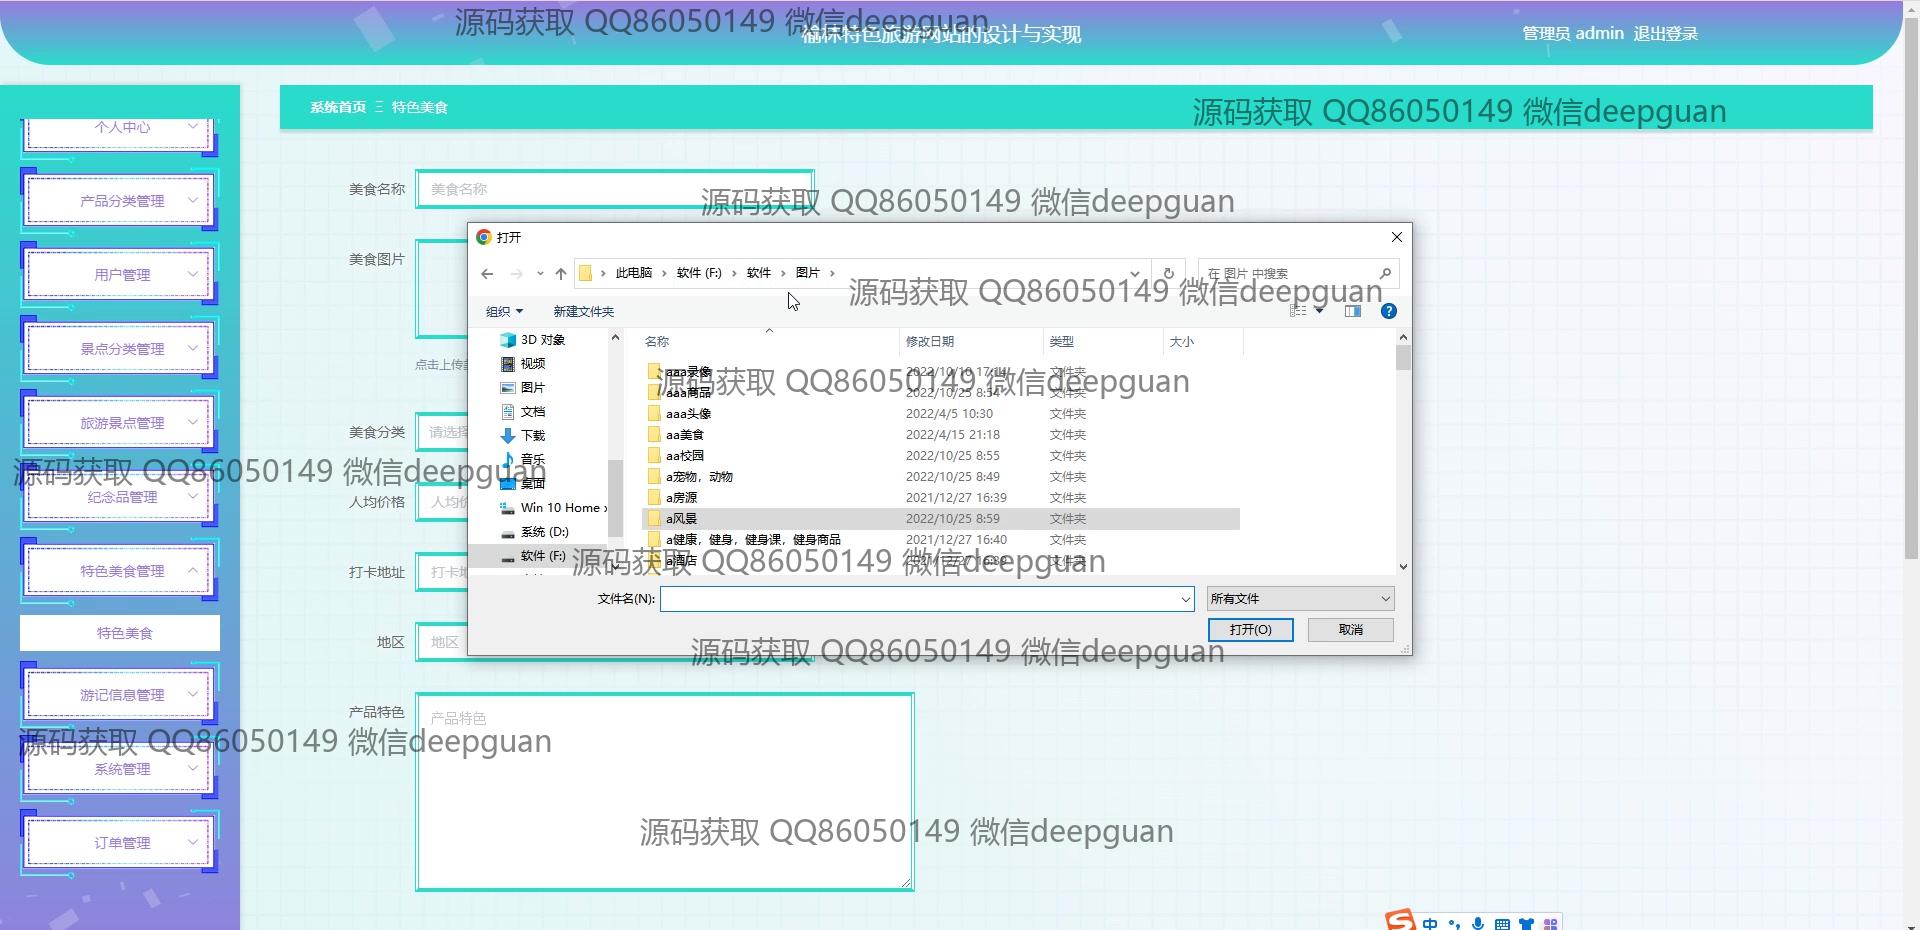 源码获取 QQ86050149 微信deepguan
榆林特色旅游网站的设计与实现
管理员 admin 退出登录
系统首页 特色美食
源码获取 QQ86050149 微信deepguan
个人中心
产品分类管理
用户管理
景点分类管理
旅游景点管理
源码获取 QQ86050149 微信deepguan
纪念品管理
特色美食管理
特色美食
游记信息管理
源码获取 QQ86050149 微信deepguan
系统管理
订单管理
美食名称 美食名称
源码获取 QQ86050149 微信deepguan
美食图片
点击上传
美食分类 请选择
人均价格 人均价
打卡地址 打卡地
地区 地区
产品特色 产品特色
打开
此电脑 › 软件 (F:) › 软件 › 图片 ›
在 图片 中搜索
源码获取 QQ86050149 微信deepguan
组织 新建文件夹
3D 对象
视频
图片
文档
下载
音乐
桌面
Win 10 Home
系统 (D:)
软件 (F:)
名称 修改日期 类型 大小
aaa录像 2022/10/10 17:14 文件夹
源码获取 QQ86050149 微信deepguan
aaa商品 2022/10/25 8:54 文件夹
aaa头像 2022/4/5 10:30 文件夹
aa美食 2022/4/15 21:18 文件夹
aa校园 2022/10/25 8:55 文件夹
a宠物，动物 2022/10/25 8:49 文件夹
a房源 2021/12/27 16:39 文件夹
a风景 2022/10/25 8:59 文件夹
a健康，健身，健身课，健身商品 2021/12/27 16:40 文件夹
源码获取 QQ86050149 微信deepguan
a酒店 文件夹
文件名(N): 所有文件
打开(O) 取消
源码获取 QQ86050149 微信deepguan
源码获取 QQ86050149 微信deepguan
中